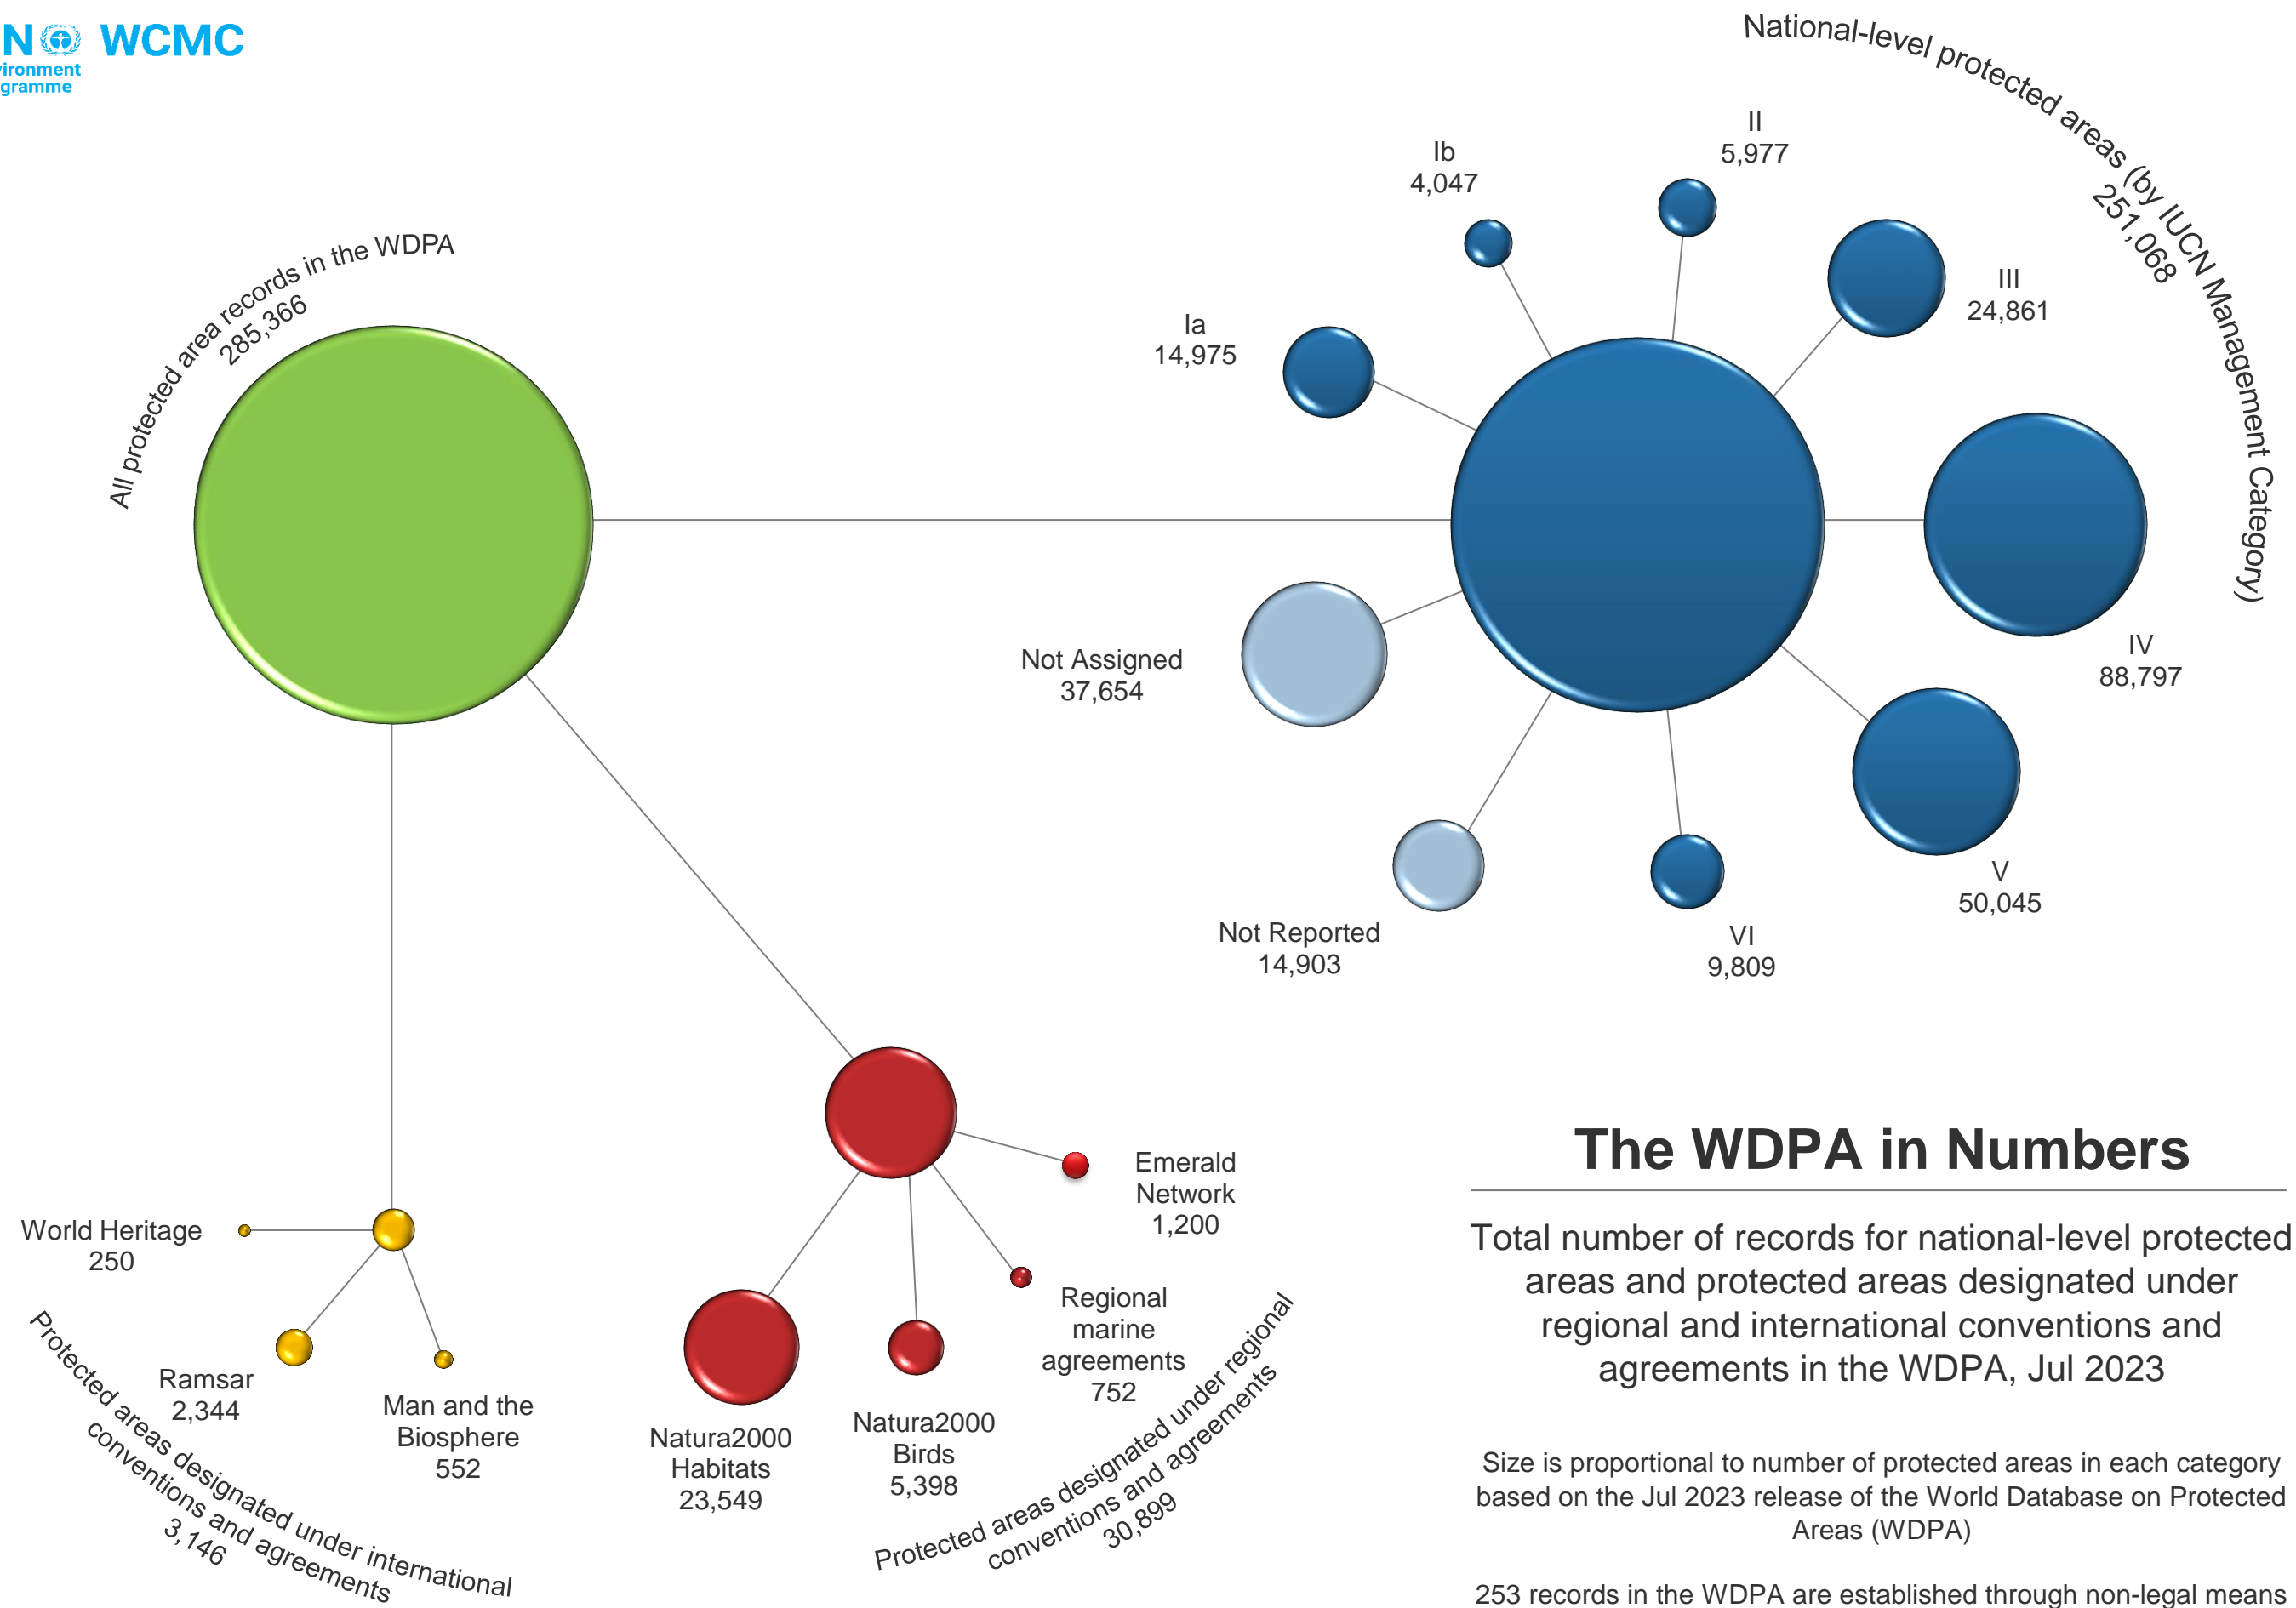 N WCMC
ironment
gramme
National-level protected areas (by IUCN Management Category)
251,068
II
5,977
Ib
4,047
III
24,861
Ia
14,975
All protected area records in the WDPA
285,366
IV
88,797
Not Assigned
37,654
V
50,045
Not Reported
14,903
VI
9,809
World Heritage
250
Ramsar
2,344
Man and the
Biosphere
552
Protected areas designated under international
conventions and agreements
3,146
Emerald
Network
1,200
Regional
marine
agreements
752
Natura2000
Birds
5,398
Natura2000
Habitats
23,549
Protected areas designated under regional
conventions and agreements
30,899
The WDPA in Numbers
Total number of records for national-level protected
areas and protected areas designated under
regional and international conventions and
agreements in the WDPA, Jul 2023
Size is proportional to number of protected areas in each category
based on the Jul 2023 release of the World Database on Protected
Areas (WDPA)
253 records in the WDPA are established through non-legal means